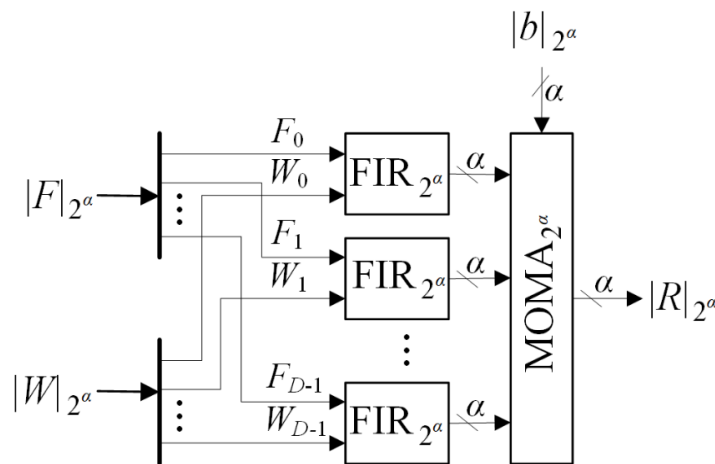 |b|_{2^α}
α
F_0
W_0
FIR_{2^α}
α
|F|_{2^α}
F_1
W_1
FIR_{2^α}
α
MOMA_{2^α}
α
|R|_{2^α}
|W|_{2^α}
F_{D-1}
W_{D-1}
FIR_{2^α}
α